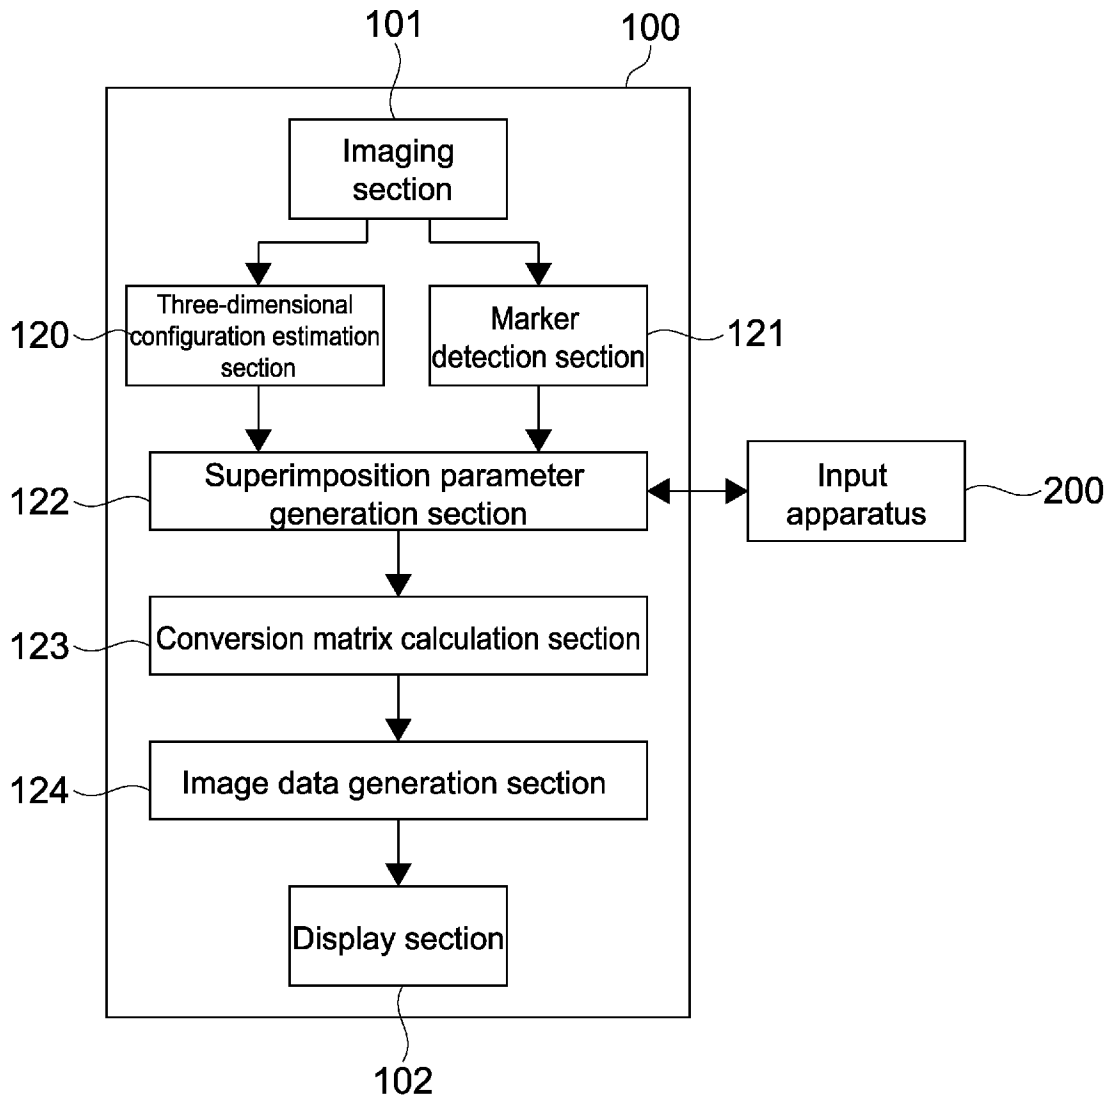 101
100
Imaging
section
Three-dimensional
configuration estimation
section
120
Marker
detection section
121
Superimposition parameter
generation section
122
Input
apparatus
200
Conversion matrix calculation section
123
Image data generation section
124
Display section
102